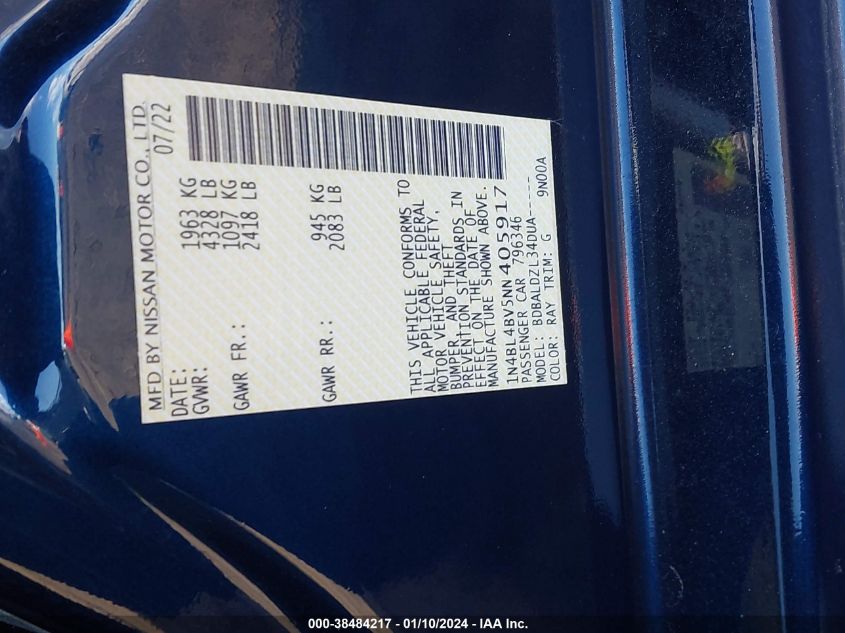 MFD BY NISSAN MOTOR CO., LTD.
DATE: 07/22
GVWR: 1963 KG
4328 LB
GAWR FR.: 1097 KG
2418 LB
GAWR RR.: 945 KG
2083 LB
THIS VEHICLE CONFORMS TO
ALL APPLICABLE FEDERAL
MOTOR VEHICLE SAFETY,
BUMPER, AND THEFT
PREVENTION STANDARDS IN
EFFECT ON THE DATE OF
MANUFACTURE SHOWN ABOVE.
1N4BL4BV5NN405917
PASSENGER CAR 796346
MODEL: BDBALDZL34DUA------
COLOR: RAY TRIM: G 9N00A
000-38484217 - 01/10/2024 - IAA Inc.